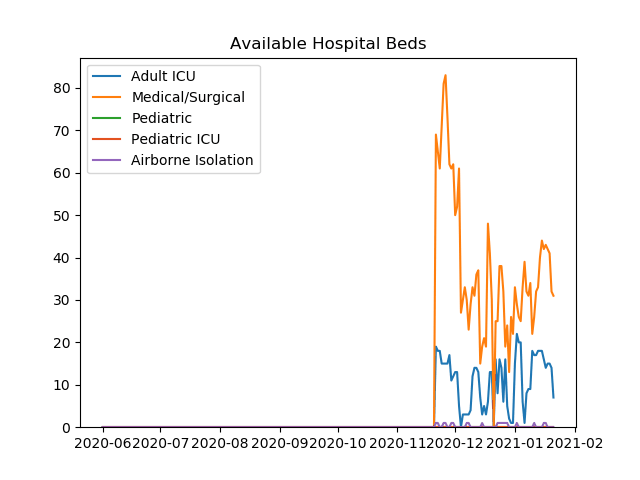 Available Hospital Beds
Adult ICU
Medical/Surgical
Pediatric
Pediatric ICU
Airborne Isolation
80
70
60
50
40
30
20
10
0
2020-06 2020-07 2020-08 2020-09 2020-10 2020-11 2020-12 2021-01 2021-02